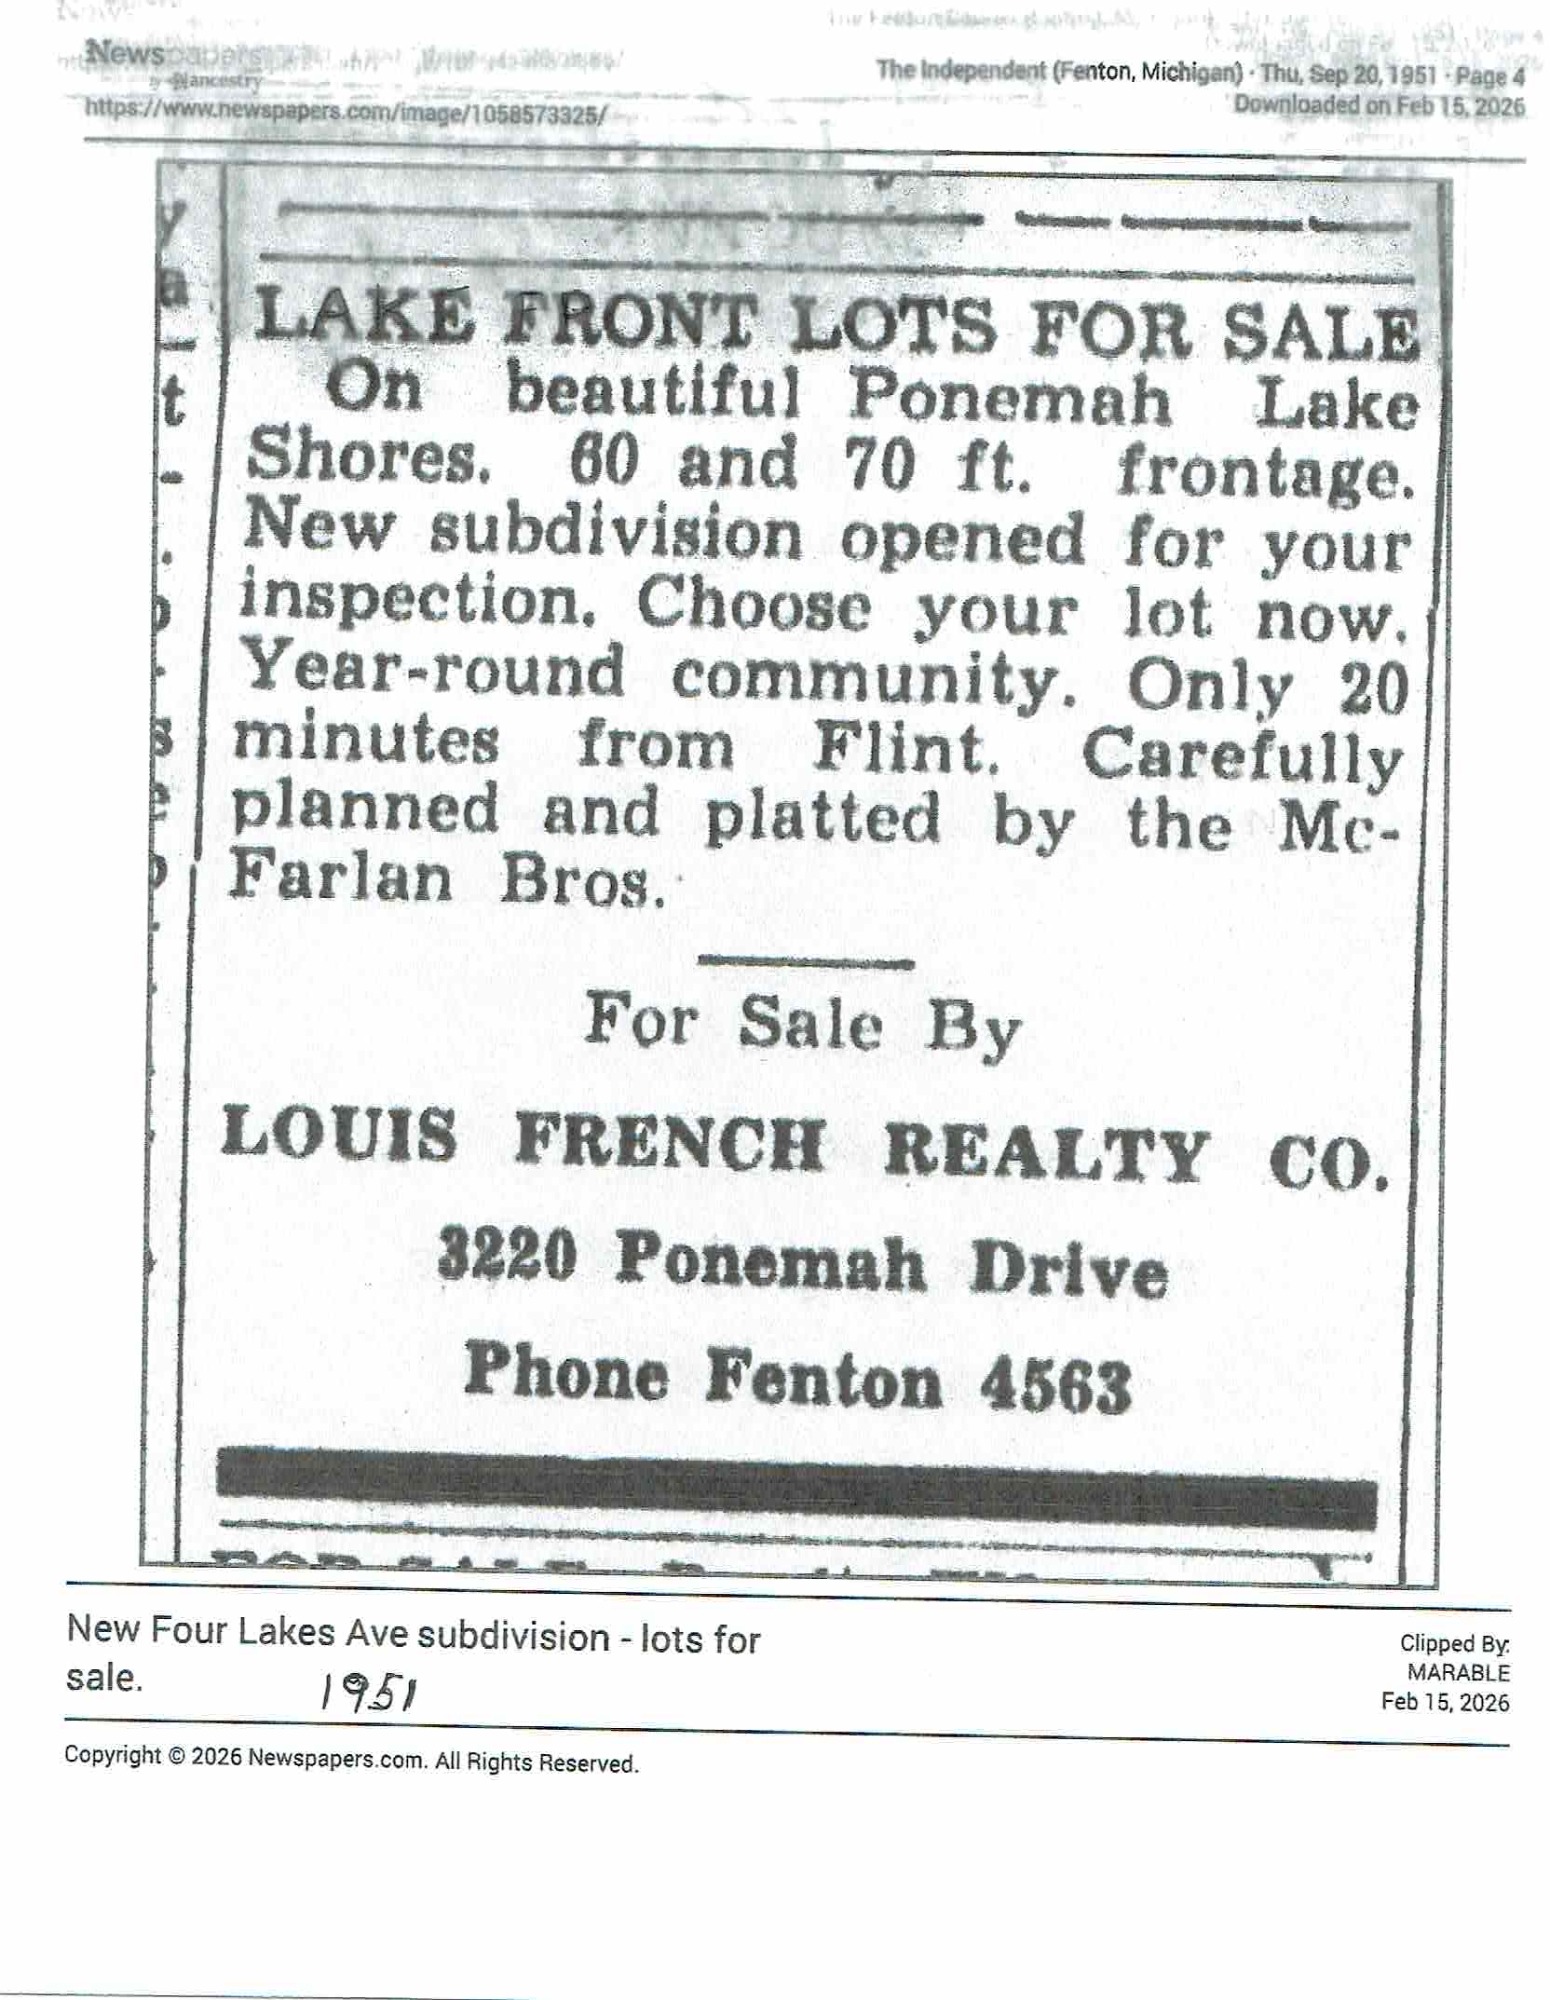 Newspapers
by ancestry
https://www.newspapers.com/image/1058573325/
The Independent (Fenton, Michigan) · Thu, Sep 20, 1951 · Page 4
Downloaded on Feb 15, 2026
LAKE FRONT LOTS FOR SALE
On beautiful Ponemah Lake
Shores. 60 and 70 ft. frontage.
New subdivision opened for your
inspection. Choose your lot now.
Year-round community. Only 20
minutes from Flint. Carefully
planned and platted by the Mc-
Farlan Bros.
For Sale By
LOUIS FRENCH REALTY CO.
3220 Ponemah Drive
Phone Fenton 4563
New Four Lakes Ave subdivision - lots for
sale.
1951
Clipped By:
MARABLE
Feb 15, 2026
Copyright © 2026 Newspapers.com. All Rights Reserved.